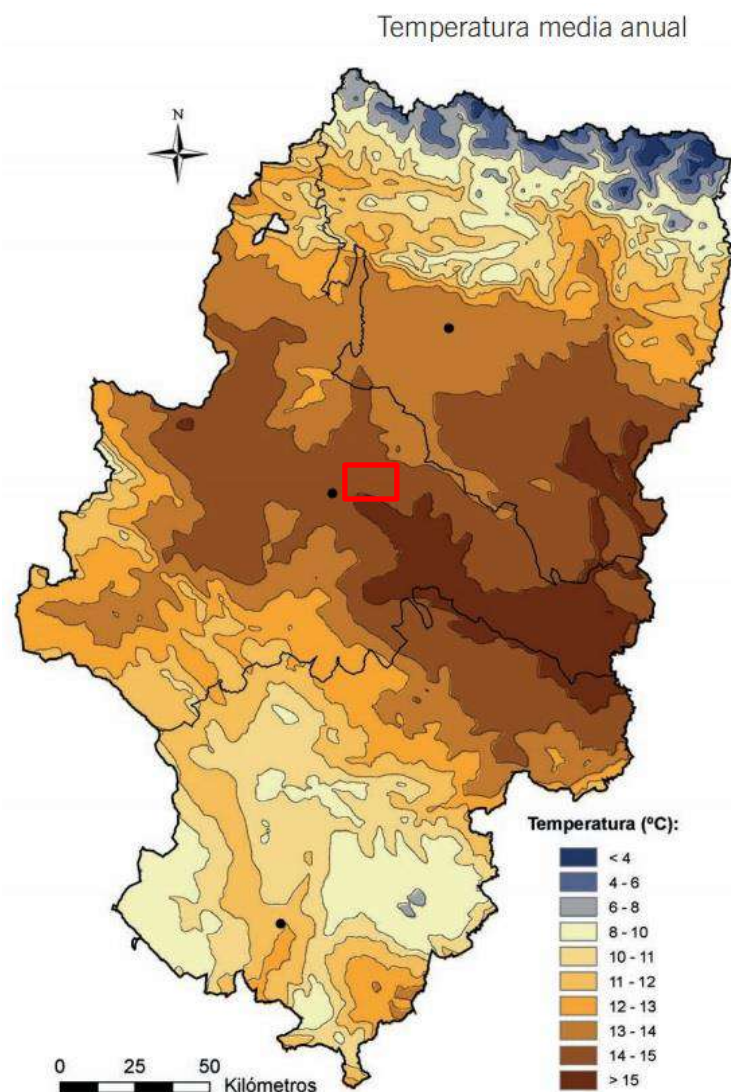 Temperatura media anual
N
Temperatura (ºC):
< 4
4 - 6
6 - 8
8 - 10
10 - 11
11 - 12
12 - 13
13 - 14
14 - 15
> 15
0 25 50
Kilómetros